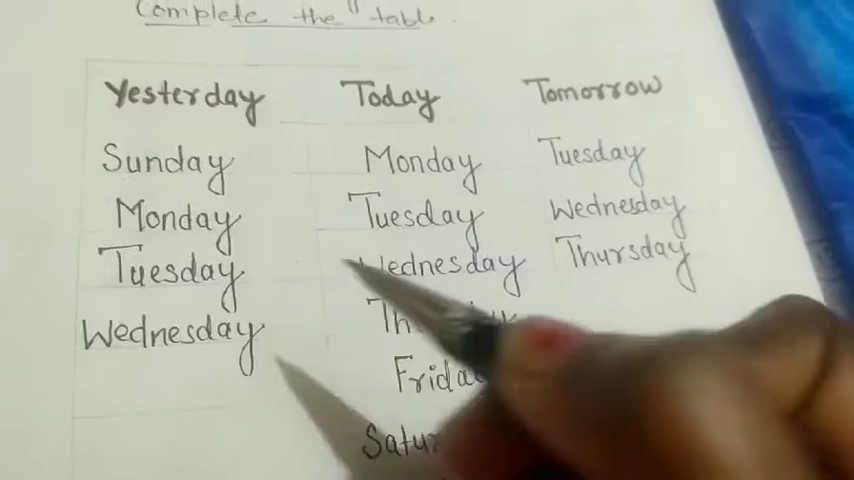 Complete the table
Yesterday Today Tomorrow
Sunday Monday Tuesday
Monday Tuesday Wednesday
Tuesday Wednesday Thursday
Wednesday